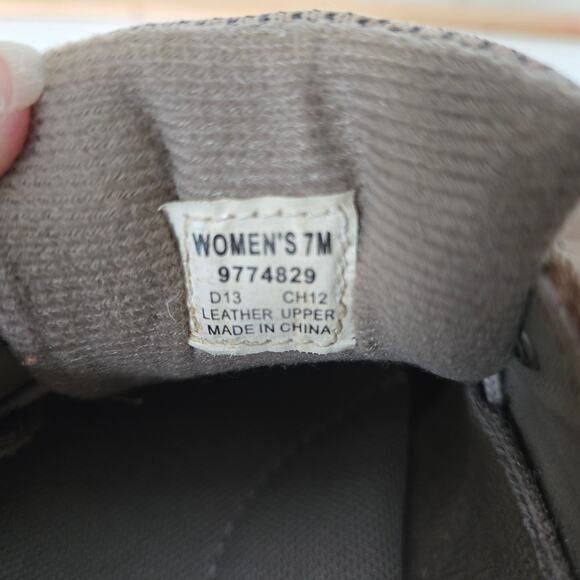 WOMEN'S 7M
9774829
D13 CH12
LEATHER UPPER
MADE IN CHINA